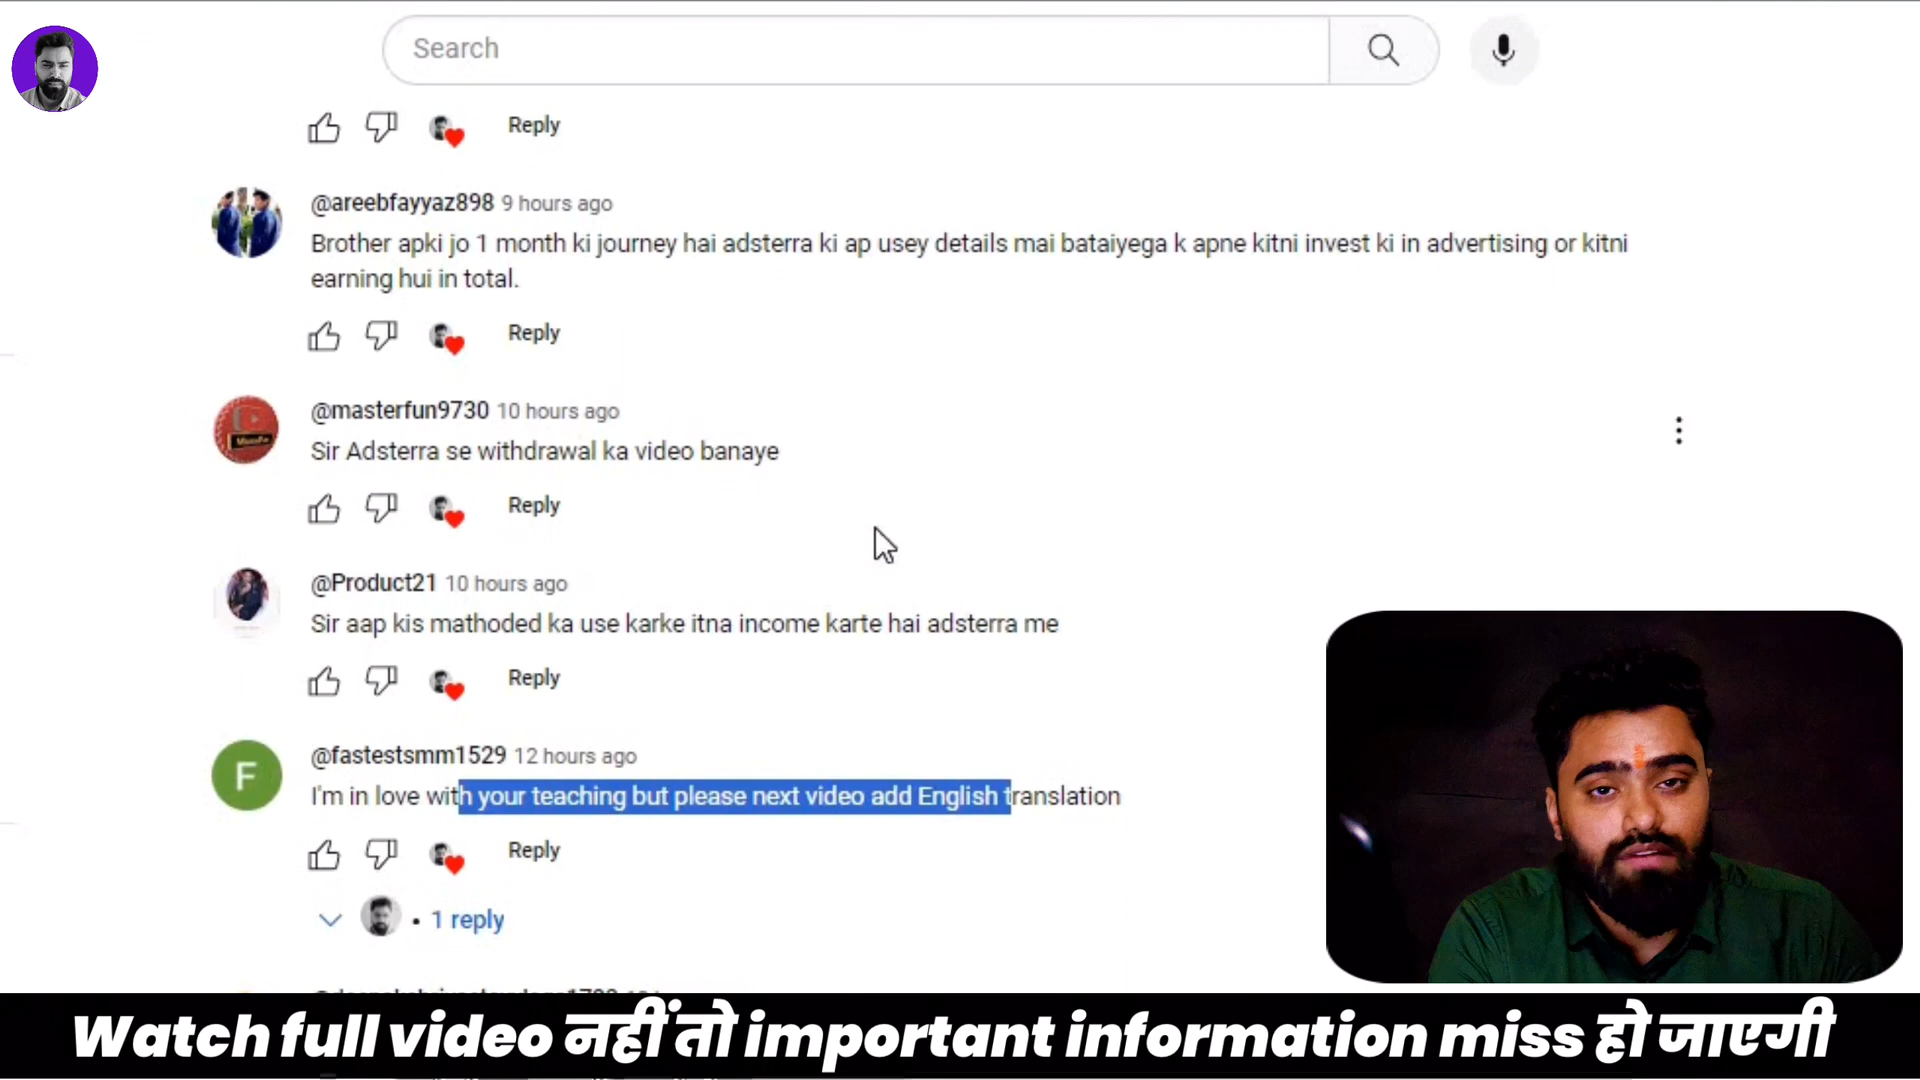 Search
Reply
@areebfayyaz898 9 hours ago
Brother apki jo 1 month ki journey hai adsterra ki ap usey details mai bataiyega k apne kitni invest ki in advertising or kitni
earning hui in total.
Reply
@masterfun9730 10 hours ago
Sir Adsterra se withdrawal ka video banaye
Reply
@Product21 10 hours ago
Sir aap kis mathoded ka use karke itna income karte hai adsterra me
Reply
@fastestsmm1529 12 hours ago
F
I'm in love with your teaching but please next video add English translation
Reply
• 1 reply
Watch full video नहीं तो important information miss हो जाएगी